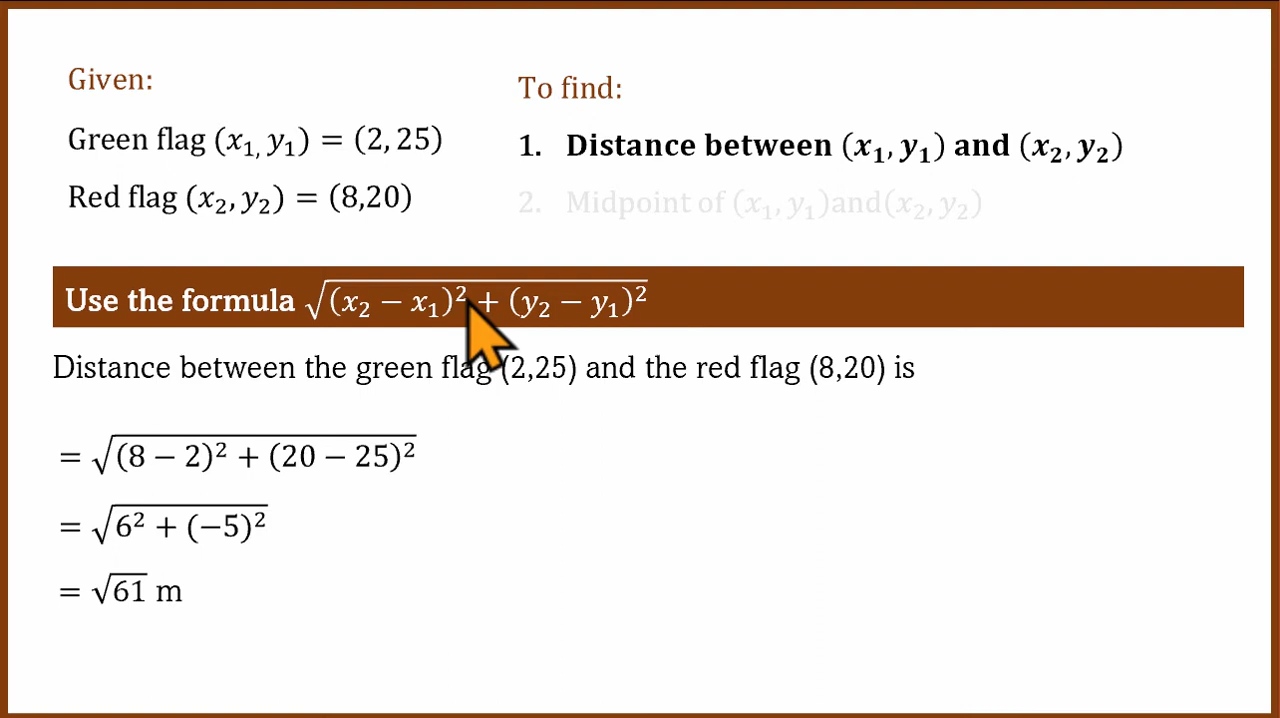 Given:
Green flag (x₁, y₁) = (2, 25)
Red flag (x₂, y₂) = (8,20)
To find:
1. Distance between (x₁, y₁) and (x₂, y₂)
2. Midpoint of (x₁, y₁)and(x₂, y₂)
Use the formula √((x₂ − x₁)² + (y₂ − y₁)²)
Distance between the green flag (2,25) and the red flag (8,20) is
= √((8 − 2)² + (20 − 25)²)
= √(6² + (−5)²)
= √61 m